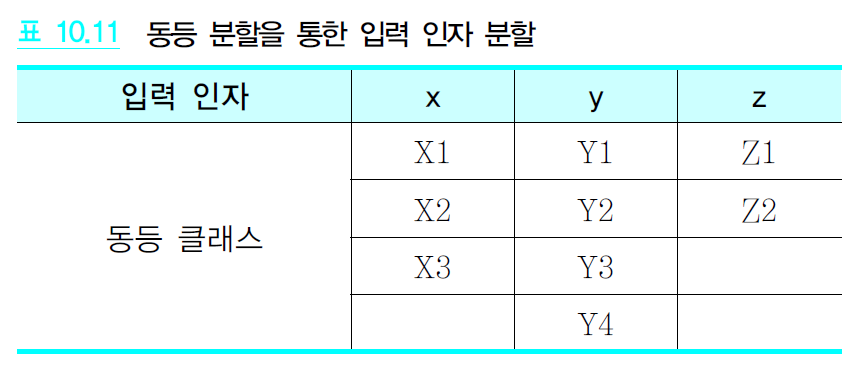 표 10.11 동등 분할을 통한 입력 인자 분할
입력 인자 x y z
X1 Y1 Z1
X2 Y2 Z2
동등 클래스
X3 Y3
Y4